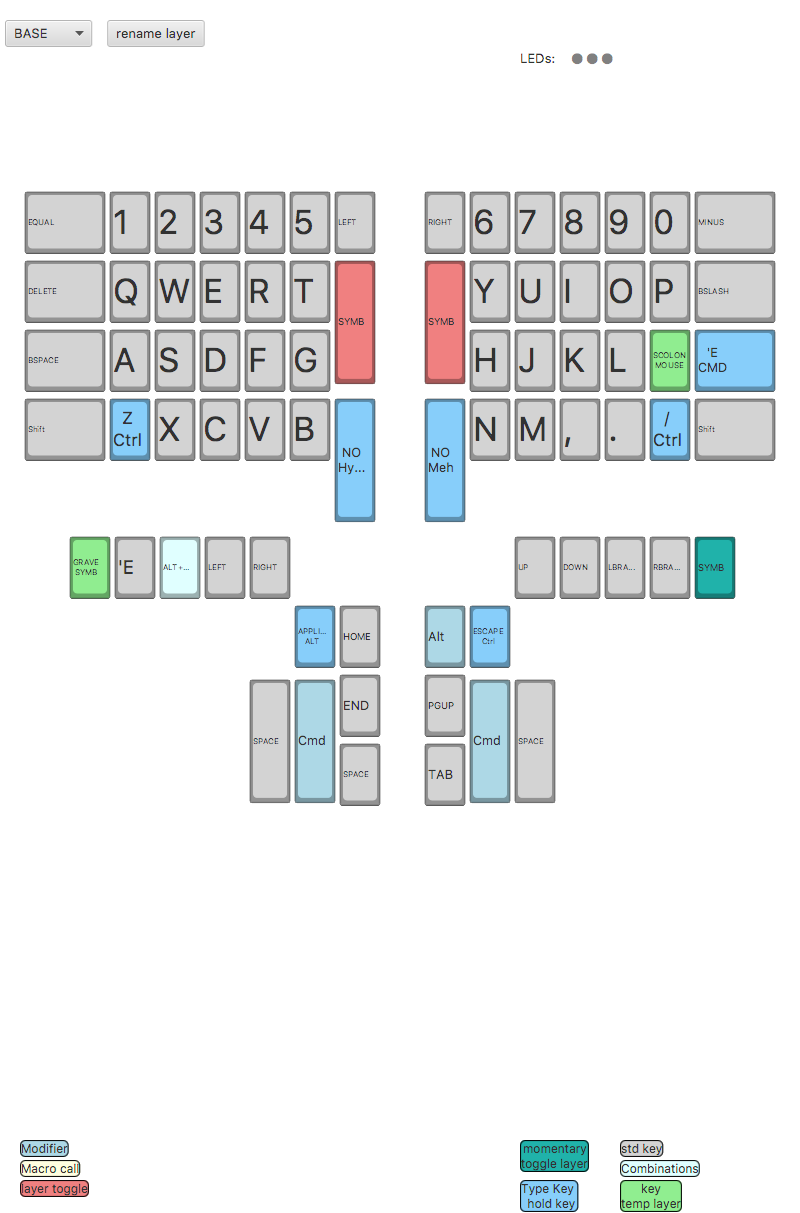 BASE rename layer
LEDs:
EQUAL 1 2 3 4 5 LEFT RIGHT 6 7 8 9 0 MINUS
DELETE Q W E R T Y U I O P BSLASH
SYMB SYMB
BSPACE A S D F G H J K L SCOLON MOUSE 'E CMD
Shift Z Ctrl X C V B N M , . / Ctrl Shift
NO Hy... NO Meh
GRAVE SYMB 'E ALT+... LEFT RIGHT UP DOWN LBRA... RBRA... SYMB
APPLI... ALT HOME Alt ESCAPE Ctrl
END PGUP
SPACE Cmd Cmd SPACE
SPACE TAB
Modifier momentary toggle layer std key
Macro call Combinations
layer toggle Type Key hold key key temp layer